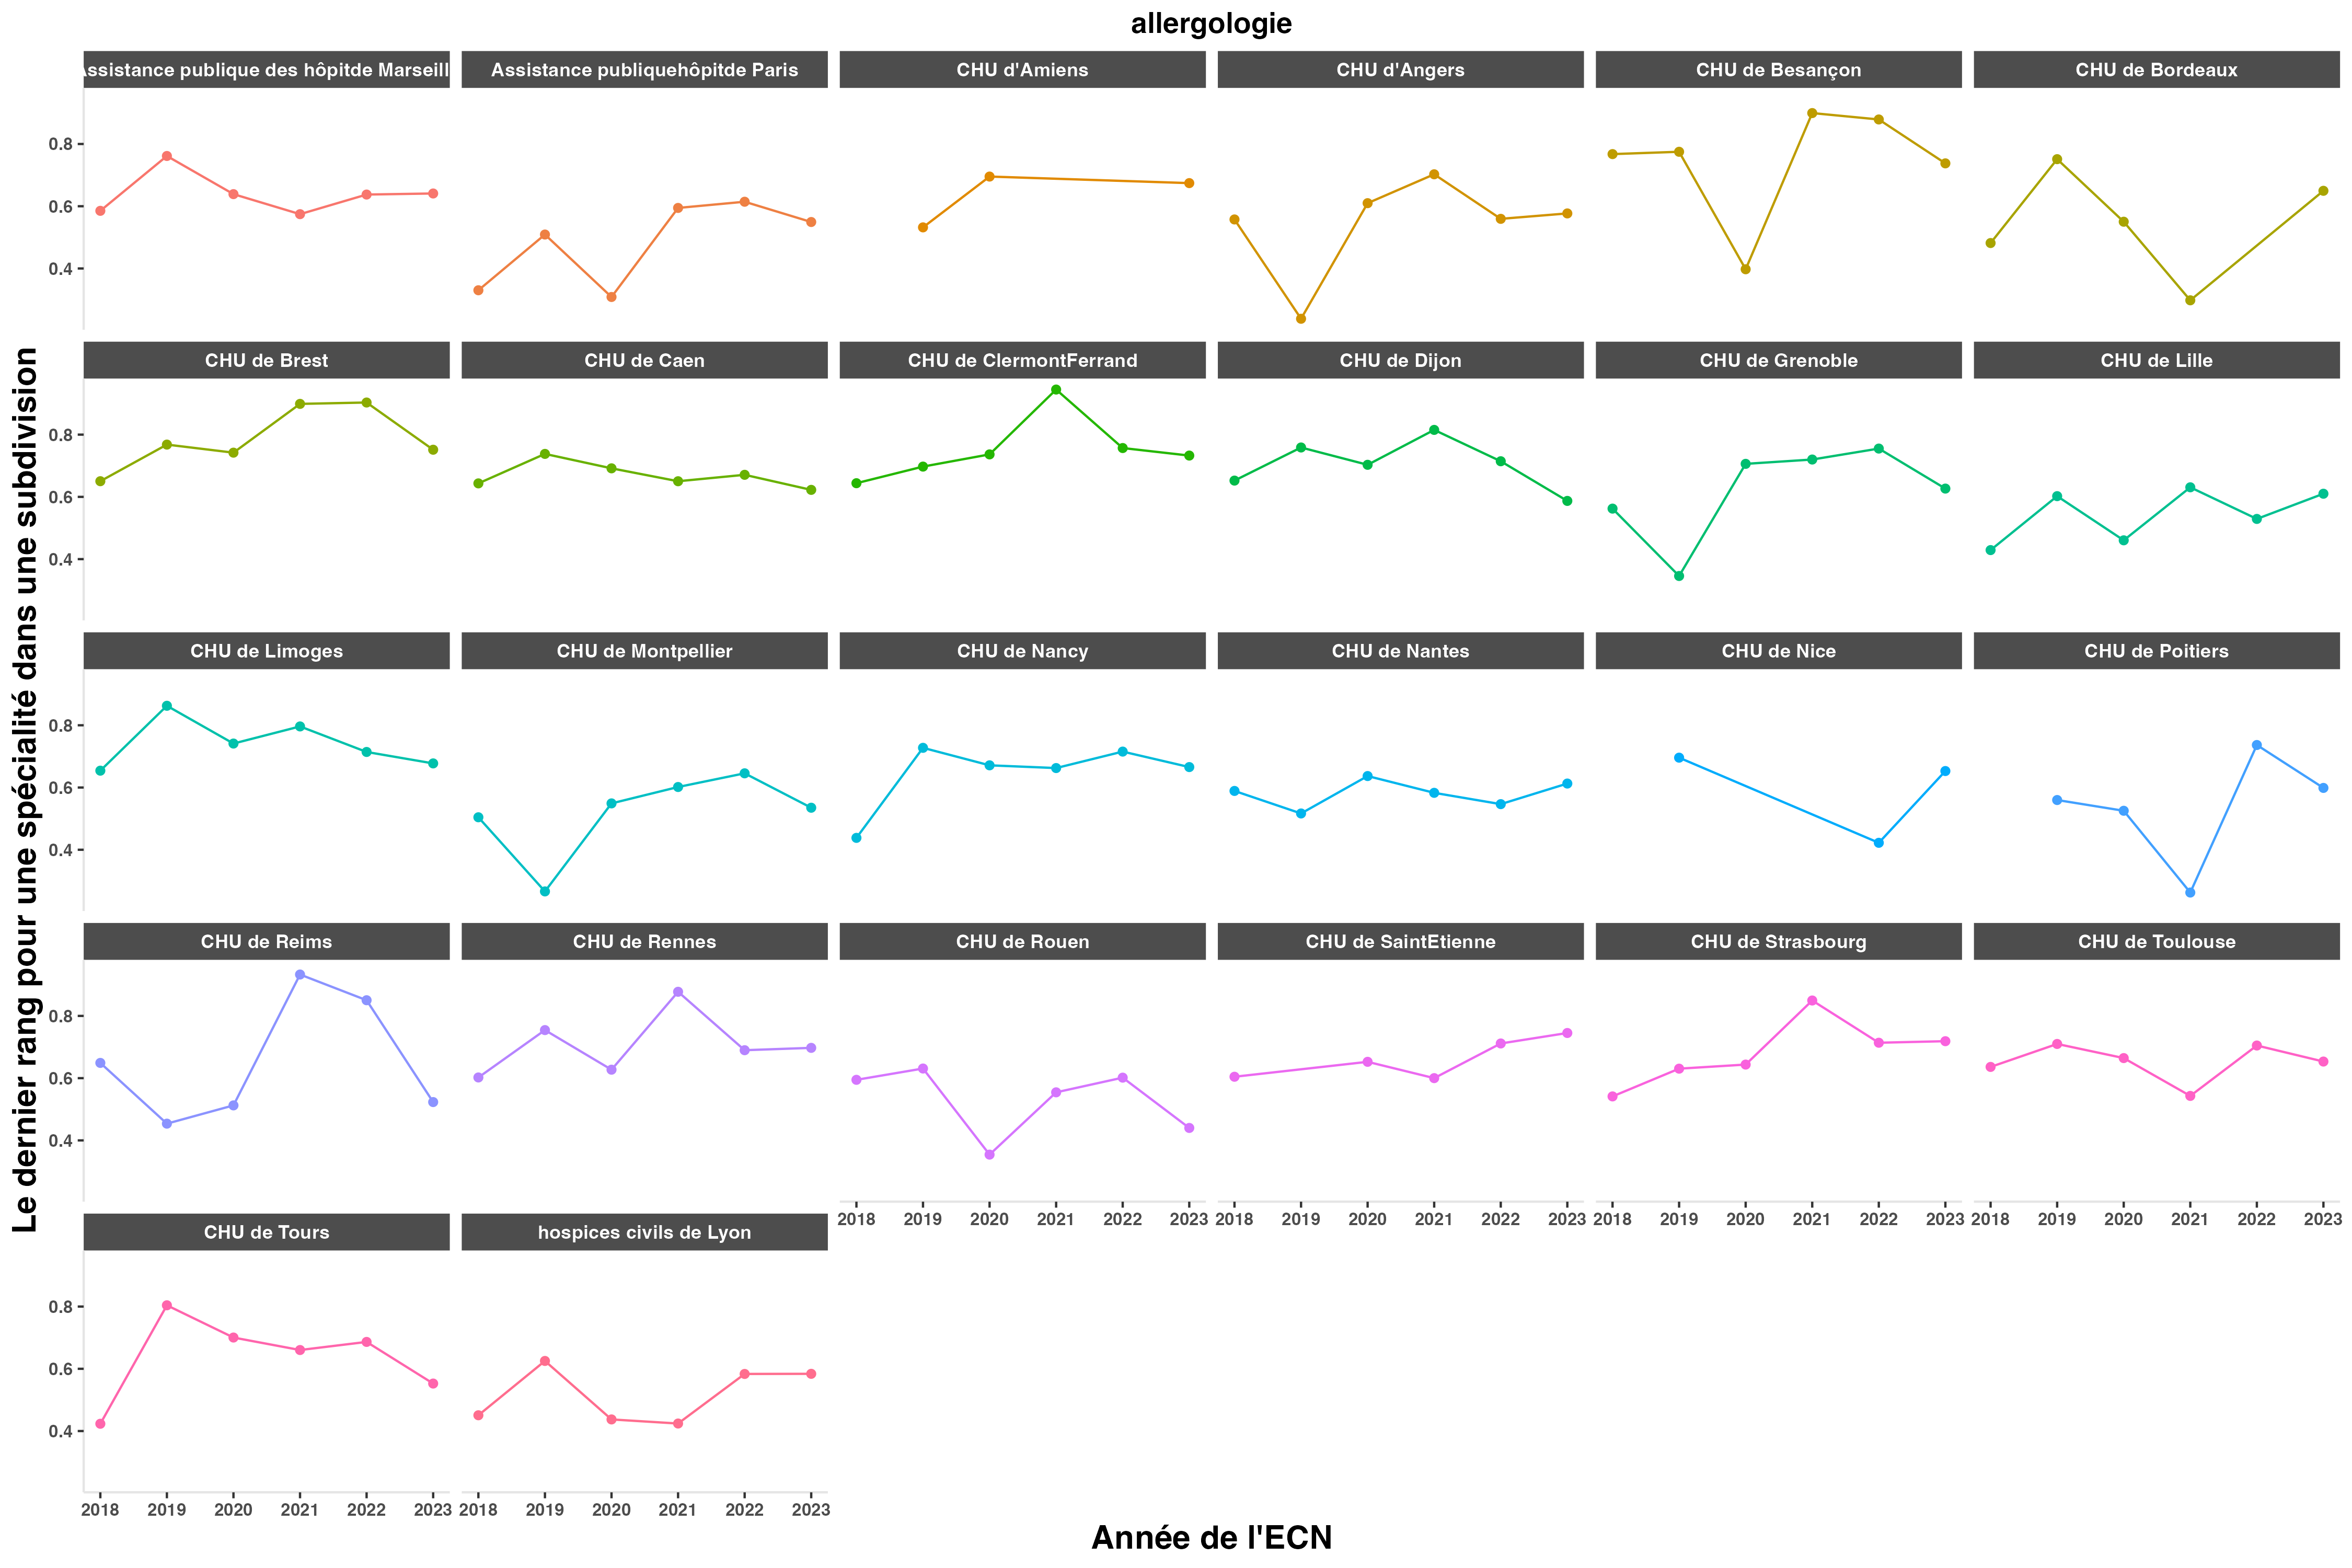 allergologie
ssistance publique des hôpitde Marseill
Assistance publiquehôpitde Paris
CHU d'Amiens
CHU d'Angers
CHU de Besançon
CHU de Bordeaux
0.8
0.6
0.4
CHU de Brest
CHU de Caen
CHU de ClermontFerrand
CHU de Dijon
CHU de Grenoble
CHU de Lille
0.8
0.6
0.4
CHU de Limoges
CHU de Montpellier
CHU de Nancy
CHU de Nantes
CHU de Nice
CHU de Poitiers
0.8
0.6
0.4
CHU de Reims
CHU de Rennes
CHU de Rouen
CHU de SaintEtienne
CHU de Strasbourg
CHU de Toulouse
0.8
0.6
0.4
2018 2019 2020 2021 2022 2023
2018 2019 2020 2021 2022 2023
2018 2019 2020 2021 2022 2023
2018 2019 2020 2021 2022 2023
CHU de Tours
hospices civils de Lyon
0.8
0.6
0.4
2018 2019 2020 2021 2022 2023
2018 2019 2020 2021 2022 2023
Le dernier rang pour une spécialité dans une subdivision
Année de l'ECN